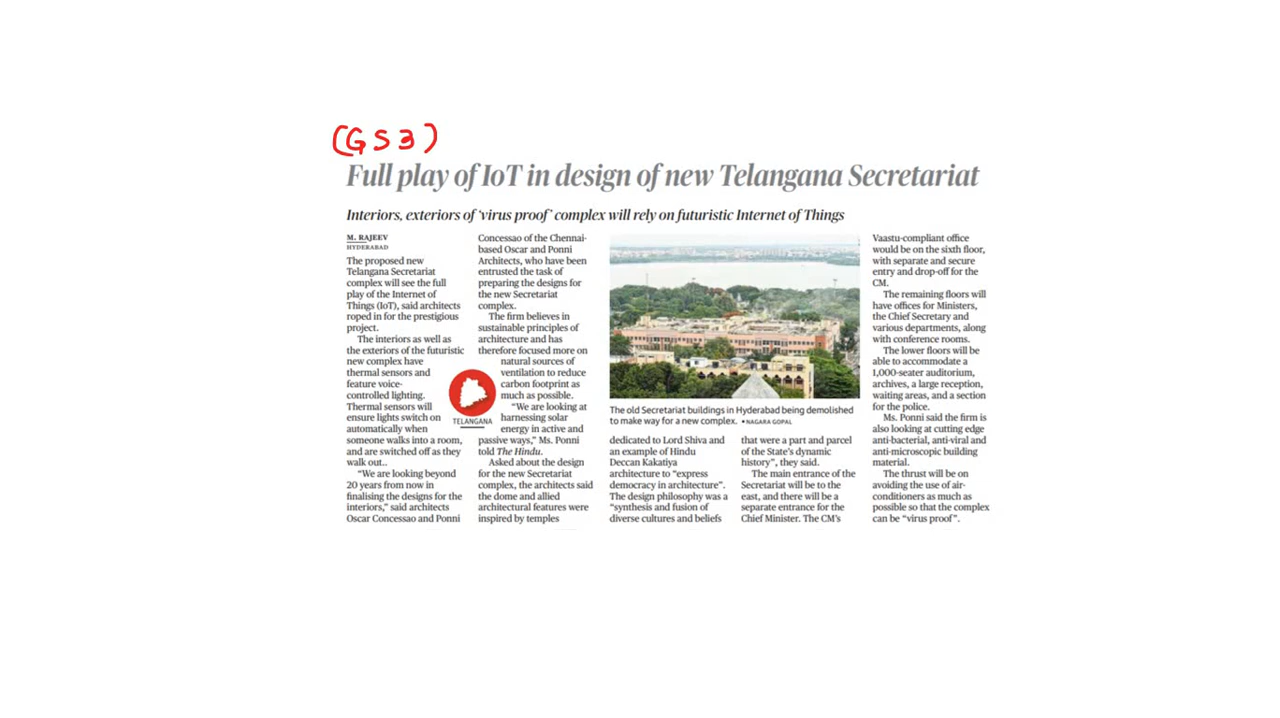 (GS3)
Full play of IoT in design of new Telangana Secretariat
Interiors, exteriors of ‘virus proof’ complex will rely on futuristic Internet of Things
M. RAJEEV
HYDERABAD
The proposed new
Telangana Secretariat
complex will see the full
play of the Internet of
Things (IoT), said architects
roped in for the prestigious
project.
The interiors as well as
the exteriors of the futuristic
new complex have
thermal sensors and
feature voice-
controlled lighting.
Thermal sensors will
ensure lights switch on
automatically when
someone walks into a room,
and are switched off as they
walk out..
“We are looking beyond
20 years from now in
finalising the designs for the
interiors,” said architects
Oscar Concessao and Ponni
TELANGANA
Concessao of the Chennai-
based Oscar and Ponni
Architects, who have been
entrusted the task of
preparing the designs for
the new Secretariat
complex.
The firm believes in
sustainable principles of
architecture and has
therefore focused more on
natural sources of
ventilation to reduce
carbon footprint as
much as possible.
“We are looking at
harnessing solar
energy in active and
passive ways,” Ms. Ponni
told The Hindu.
Asked about the design
for the new Secretariat
complex, the architects said
the dome and allied
architectural features were
inspired by temples
The old Secretariat buildings in Hyderabad being demolished
to make way for a new complex. • NAGARA GOPAL
dedicated to Lord Shiva and
an example of Hindu
Deccan Kakatiya
architecture to “express
democracy in architecture”.
The design philosophy was a
“synthesis and fusion of
diverse cultures and beliefs
that were a part and parcel
of the State’s dynamic
history”, they said.
The main entrance of the
Secretariat will be to the
east, and there will be a
separate entrance for the
Chief Minister. The CM’s
Vaastu-compliant office
would be on the sixth floor,
with separate and secure
entry and drop-off for the
CM.
The remaining floors will
have offices for Ministers,
the Chief Secretary and
various departments, along
with conference rooms.
The lower floors will be
able to accommodate a
1,000-seater auditorium,
archives, a large reception,
waiting areas, and a section
for the police.
Ms. Ponni said the firm is
also looking at cutting edge
anti-bacterial, anti-viral and
anti-microscopic building
material.
The thrust will be on
avoiding the use of air-
conditioners as much as
possible so that the complex
can be “virus proof”.